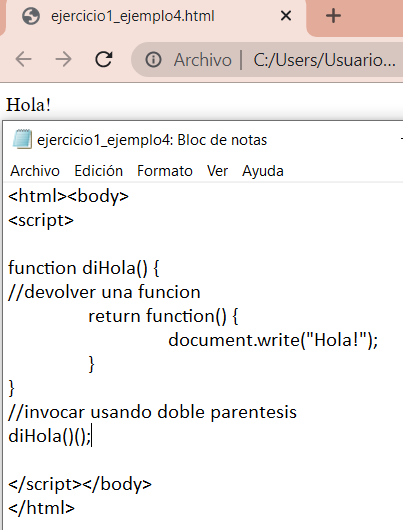 ejercicio1_ejemplo4.html
Archivo | C:/Users/Usuario...
Hola!
ejercicio1_ejemplo4: Bloc de notas
Archivo Edición Formato Ver Ayuda
<html><body>
<script>
function diHola() {
//devolver una funcion
return function() {
document.write("Hola!");
}
}
//invocar usando doble parentesis
diHola()();
</script></body>
</html>